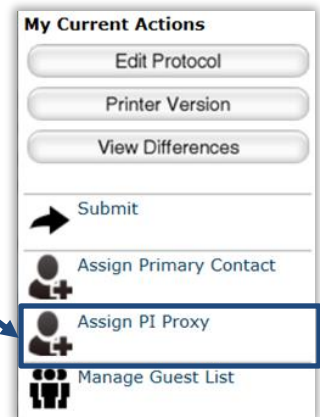 My Current Actions
Edit Protocol
Printer Version
View Differences
Submit
Assign Primary Contact
Assign PI Proxy
Manage Guest List